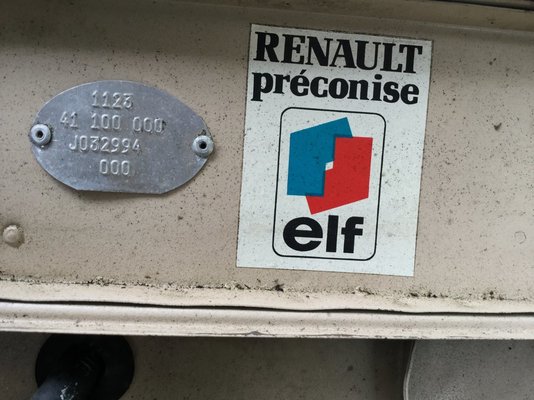 1123
41 100 000
J032994
000
RENAULT
préconise
elf